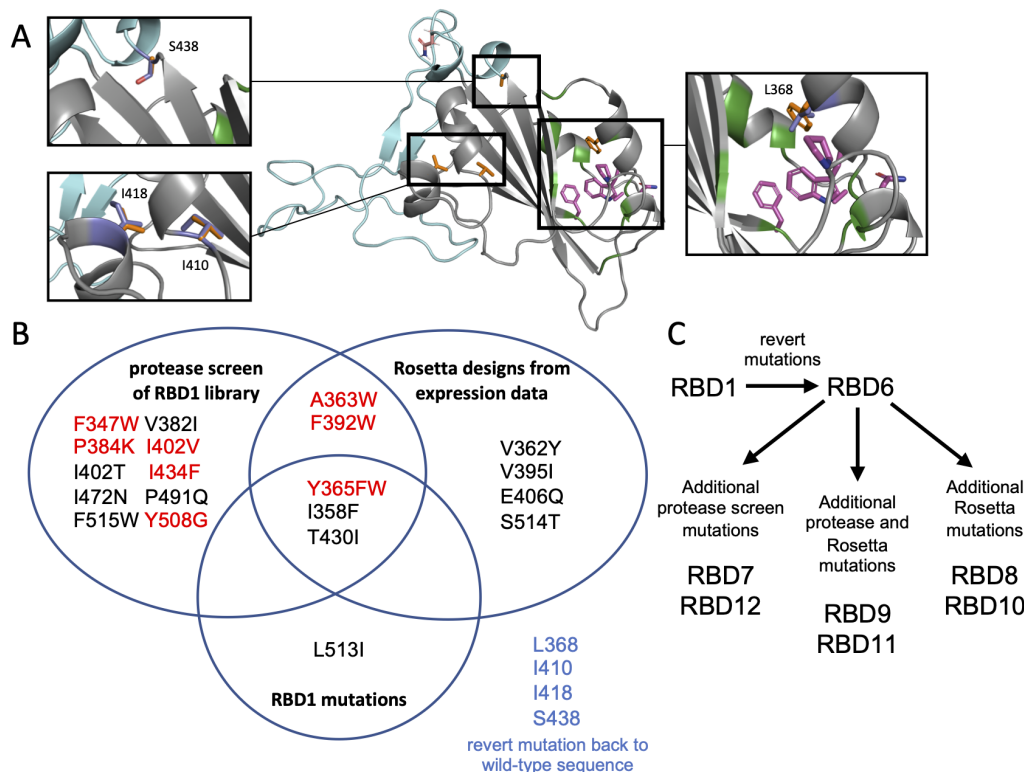 A
S438
I418
I410
L368
B
protease screen
of RBD1 library
F347W V382I
P384K I402V
I402T I434F
I472N P491Q
F515W Y508G
A363W
F392W
Rosetta designs from
expression data
V362Y
V395I
E406Q
S514T
Y365FW
I358F
T430I
L513I
RBD1 mutations
L368
I410
I418
S438
revert mutation back to
wild-type sequence
C
revert
mutations
RBD1
RBD6
Additional
protease screen
mutations
RBD7
RBD12
Additional
protease and
Rosetta
mutations
RBD9
RBD11
Additional
Rosetta
mutations
RBD8
RBD10